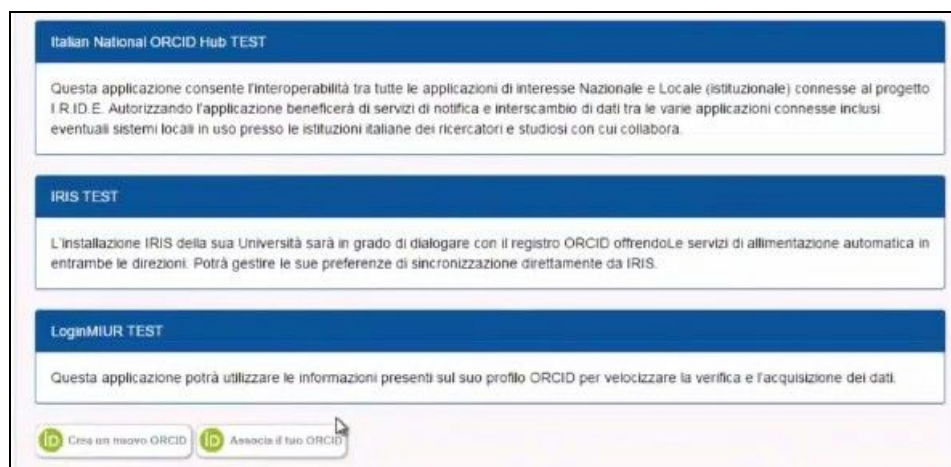 Italian National ORCID Hub TEST
Questa applicazione consente l'interoperabilità tra tutte le applicazioni di interesse Nazionale e Locale (istituzionale) connesse al progetto
I.R.ID.E. Autorizzando l'applicazione beneficerà di servizi di notifica e interscambio di dati tra le varie applicazioni connesse inclusi
eventuali sistemi locali in uso presso le istituzioni italiane dei ricercatori e studiosi con cui collabora.
IRIS TEST
L'installazione IRIS della sua Università sarà in grado di dialogare con il registro ORCID offrendoLe servizi di allimentazione automatica in
entrambe le direzioni. Potrà gestire le sue preferenze di sincronizzazione direttamente da IRIS.
LoginMIUR TEST
Questa applicazione potrà utilizzare le informazioni presenti sul suo profilo ORCID per velocizzare la verifica e l'acquisizione dei dati.
iD Crea un nuovo ORCID iD Associa il tuo ORCID